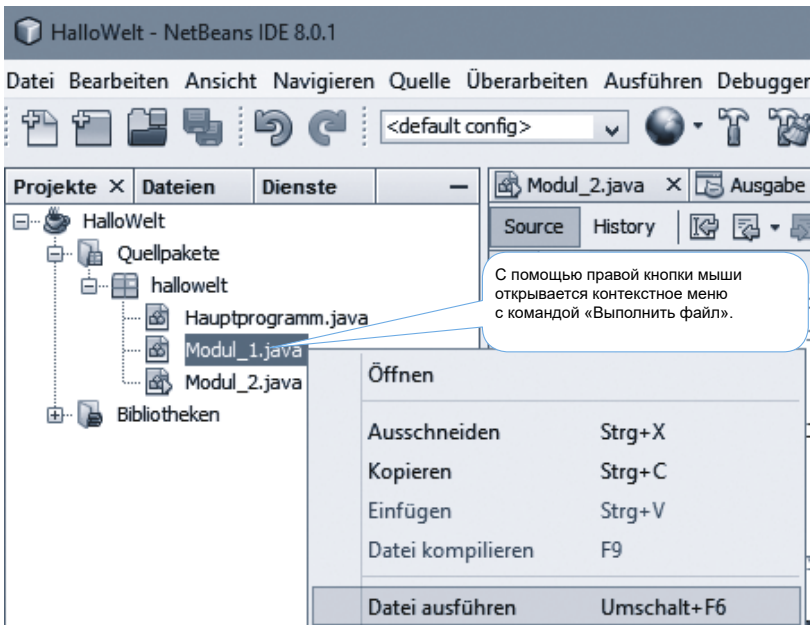 HalloWelt - NetBeans IDE 8.0.1
Datei Bearbeiten Ansicht Navigieren Quelle Überarbeiten Ausführen Debugger
<default config>
Projekte Dateien Dienste
Modul_2.java Ausgabe
HalloWelt
Source History
Quellpakete
hallowelt
Hauptprogramm.java
Modul_1.java
Modul_2.java
Bibliotheken
С помощью правой кнопки мыши
открывается контекстное меню
с командой «Выполнить файл».
Öffnen
Ausschneiden Strg+X
Kopieren Strg+C
Einfügen Strg+V
Datei kompilieren F9
Datei ausführen Umschalt+F6